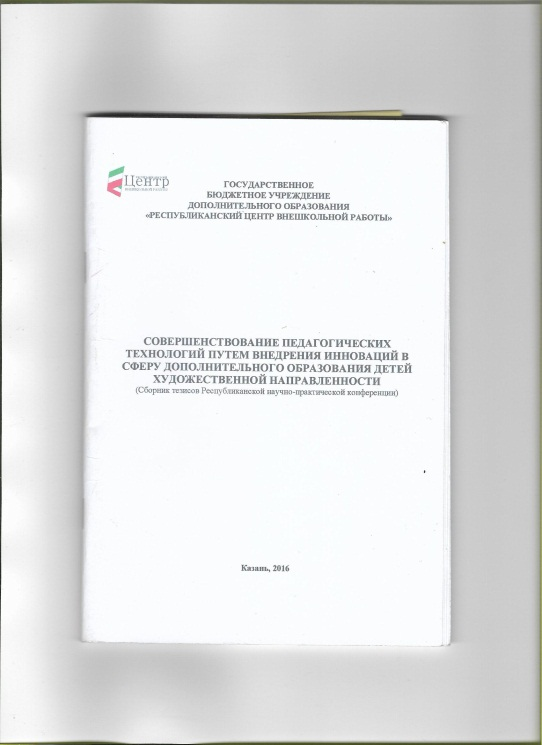 Центр
ГОСУДАРСТВЕННОЕ
БЮДЖЕТНОЕ УЧРЕЖДЕНИЕ
ДОПОЛНИТЕЛЬНОГО ОБРАЗОВАНИЯ
«РЕСПУБЛИКАНСКИЙ ЦЕНТР ВНЕШКОЛЬНОЙ РАБОТЫ»
СОВЕРШЕНСТВОВАНИЕ ПЕДАГОГИЧЕСКИХ
ТЕХНОЛОГИЙ ПУТЕМ ВНЕДРЕНИЯ ИННОВАЦИЙ В
СФЕРУ ДОПОЛНИТЕЛЬНОГО ОБРАЗОВАНИЯ ДЕТЕЙ
ХУДОЖЕСТВЕННОЙ НАПРАВЛЕННОСТИ
(Сборник тезисов Республиканской научно-практической конференции)
Казань, 2016